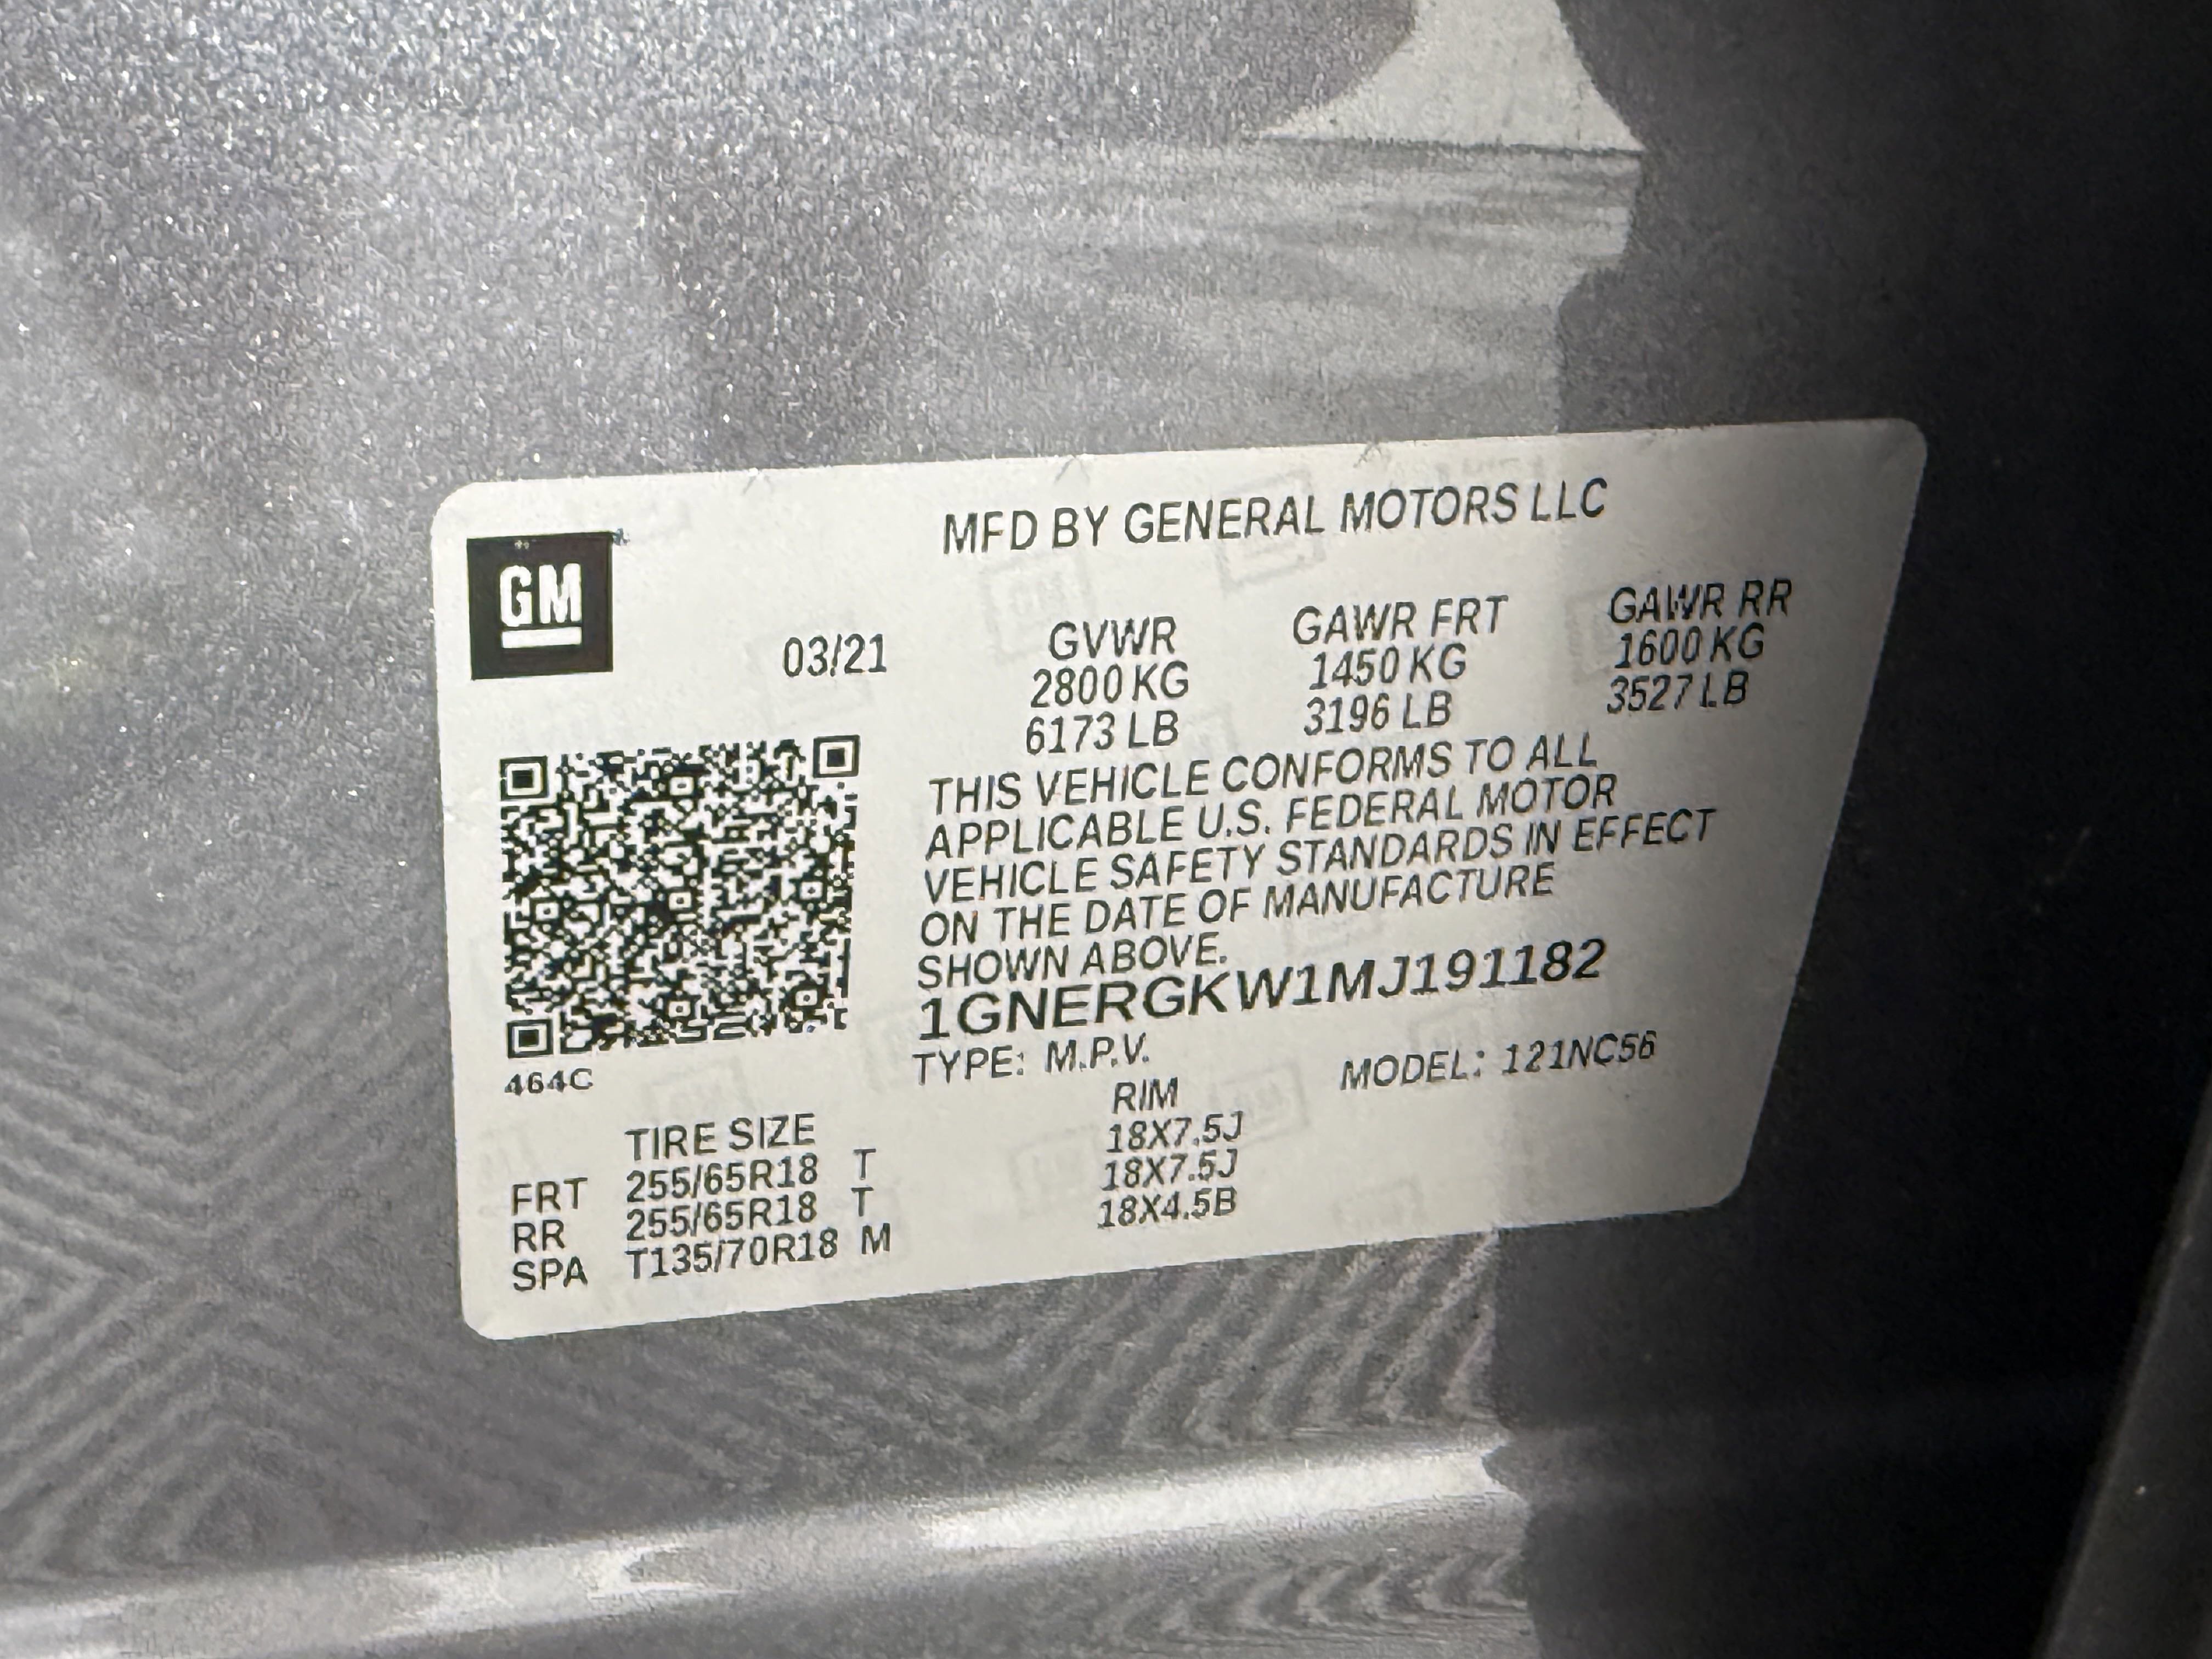 MFD BY GENERAL MOTORS LLC
GM
03/21
GVWR GAWR FRT GAWR RR
2800 KG 1450 KG 1600 KG
6173 LB 3196 LB 3527 LB
THIS VEHICLE CONFORMS TO ALL
APPLICABLE U.S. FEDERAL MOTOR
VEHICLE SAFETY STANDARDS IN EFFECT
ON THE DATE OF MANUFACTURE
SHOWN ABOVE.
1GNERGKW1MJ191182
464C
TYPE: M.P.V. MODEL: 121NC56
TIRE SIZE RIM
FRT 255/65R18 T 18X7.5J
RR 255/65R18 T 18X7.5J
SPA T135/70R18 M 18X4.5B